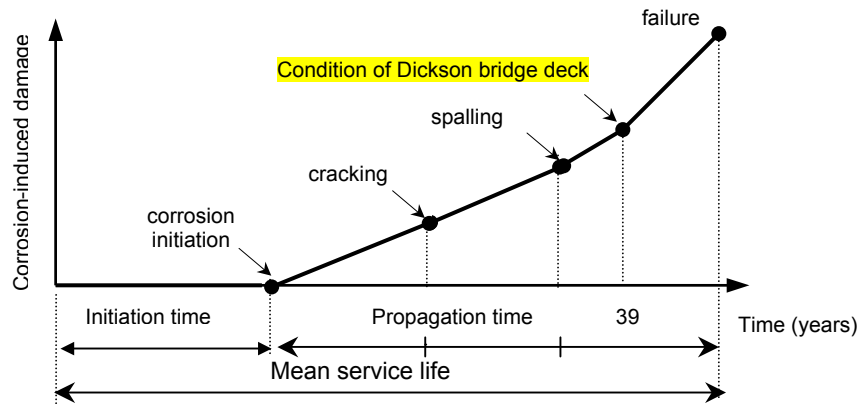 failure
Condition of Dickson bridge deck
spalling
cracking
corrosion
initiation
Corrosion-induced damage
Initiation time
Propagation time
39
Time (years)
Mean service life